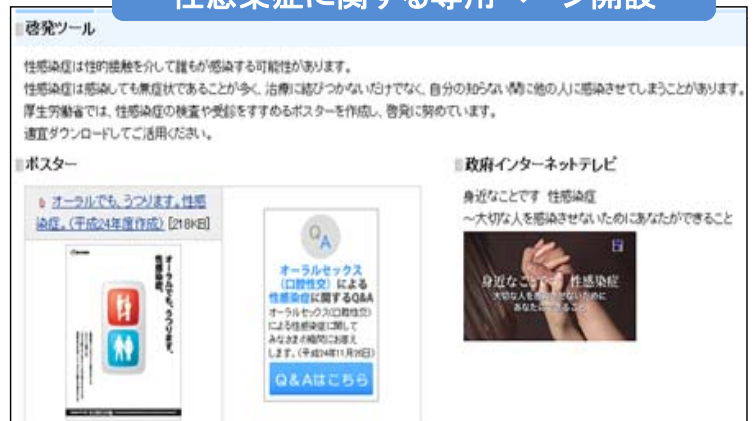 性感染症に関する専用ページ開設
啓発ツール
性感染症は性的接触を介して誰もが感染する可能性があります。
性感染症は感染しても無症状であることが多く、治療に結びつかないだけでなく、自分の知らない間に他の人に感染させてしまうことがあります。
厚生労働省では、性感染症の検査や受診をすすめるポスターを作成し、啓発に努めています。
適宜ダウンロードしてご活用ください。
ポスター
オーラルでも、うつります。性感
染症。（平成24年度作成） [218KB]
オーラルでも、うつります。
性感染症。
Q
A
オーラルセックス
（口腔性交）による
性感染症に関するQ&A
オーラルセックス（口腔性交）
による性感染症に関して
みなさまの疑問にお答え
します。（平成24年11月26日）
Q&Aはこちら
政府インターネットテレビ
身近なことです 性感染症
～大切な人を感染させないためにあなたができること
身近なことです 性感染症
大切な人を感染させないために
あなたにできること